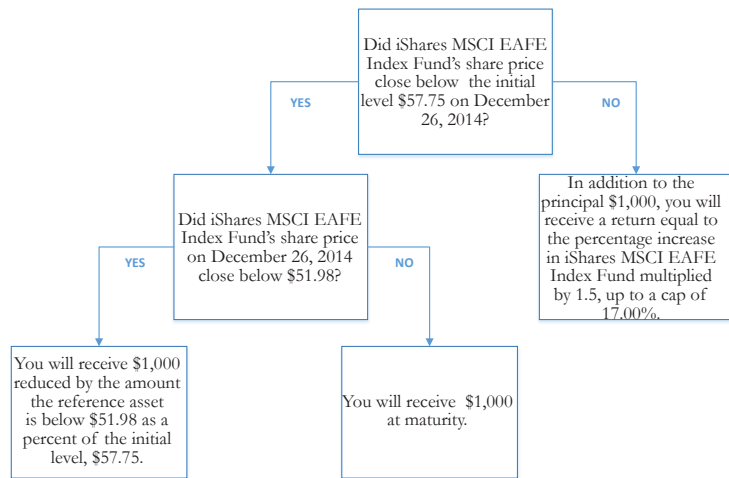 Did iShares MSCI EAFE
Index Fund's share price
close below the initial
level $57.75 on December
26, 2014?
YES
NO
Did iShares MSCI EAFE
Index Fund's share price
on December 26, 2014
close below $51.98?
In addition to the
principal $1,000, you will
receive a return equal to
the percentage increase
in iShares MSCI EAFE
Index Fund multiplied
by 1.5, up to a cap of
17.00%.
YES
NO
You will receive $1,000
reduced by the amount
the reference asset
is below $51.98 as a
percent of the initial
level, $57.75.
You will receive $1,000
at maturity.